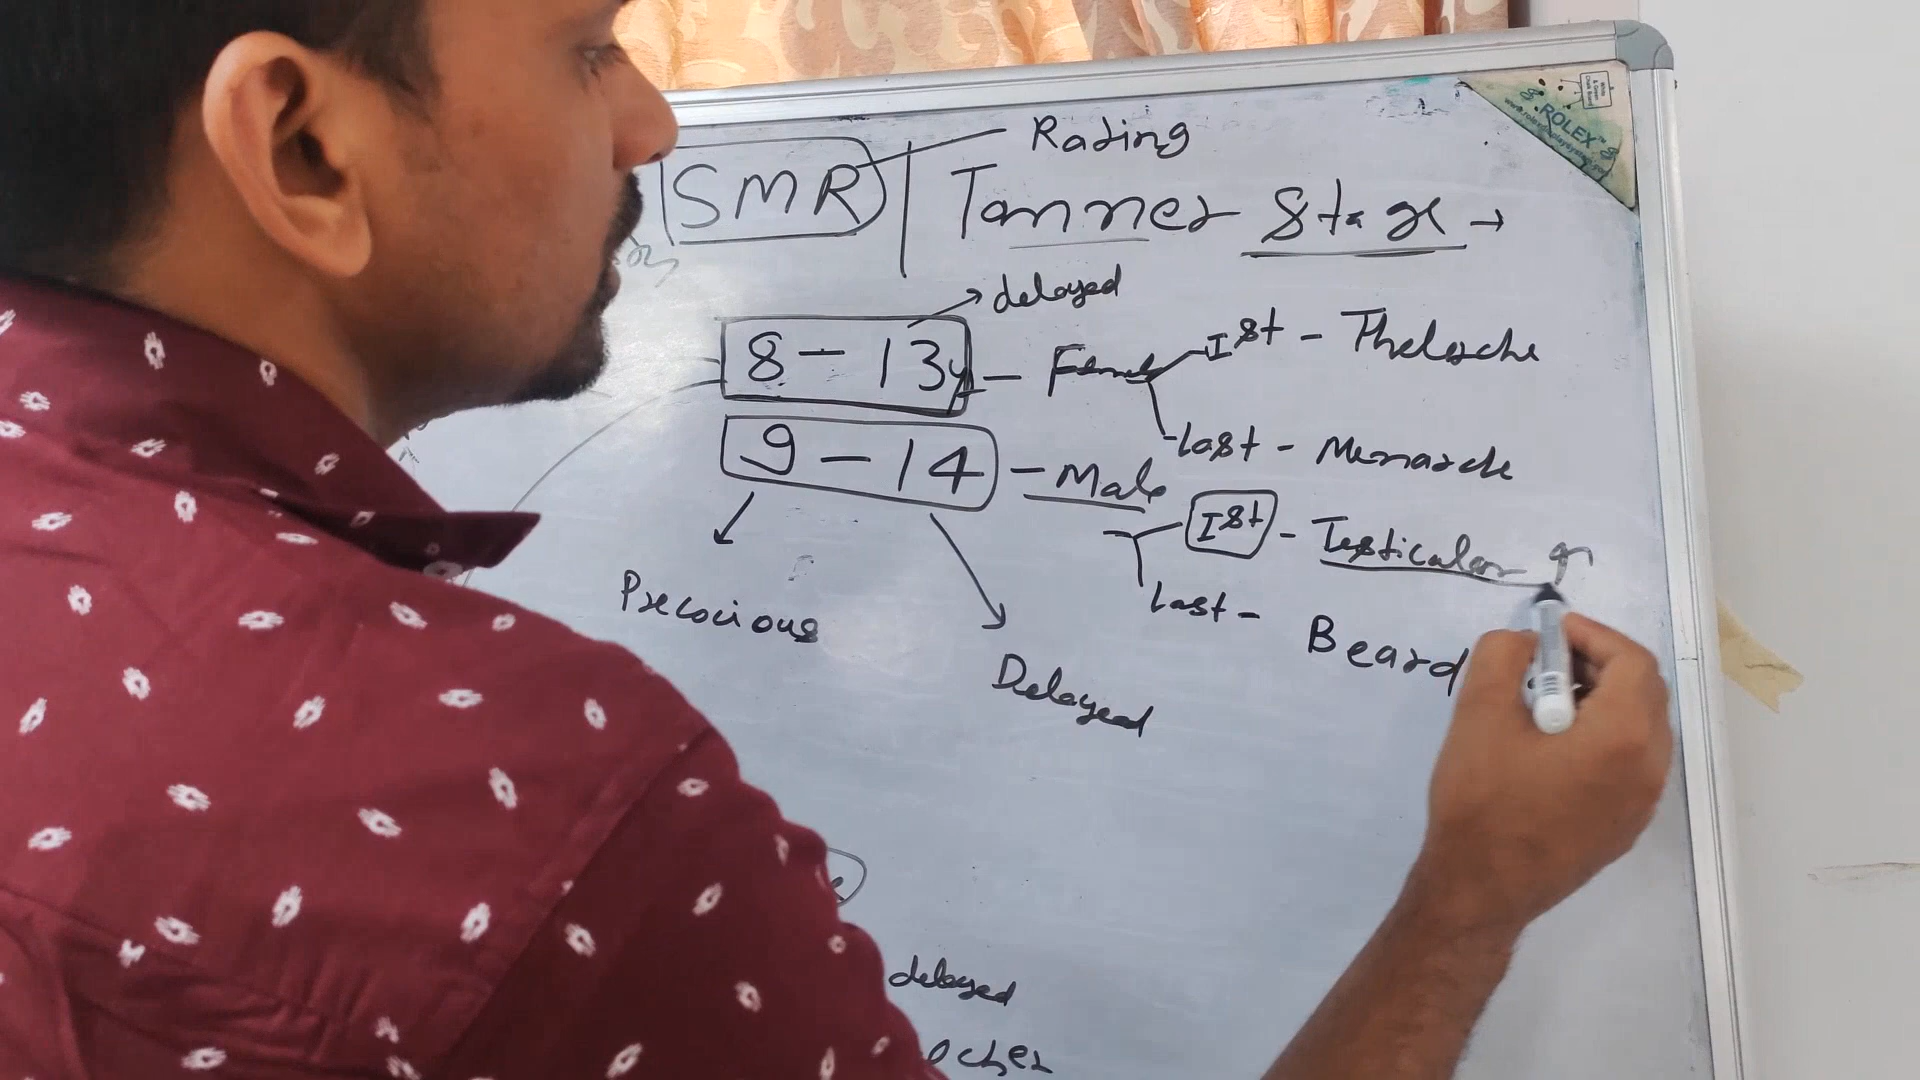 Rating
SMR | Tanner Stage →
delayed
8 - 13y - Female
Ist - Thelarche
last - Menarche
9 - 14 - Male
Ist - Testicular ↑
Last - Beard
Precocious
Delayed
delayed
ROLEX